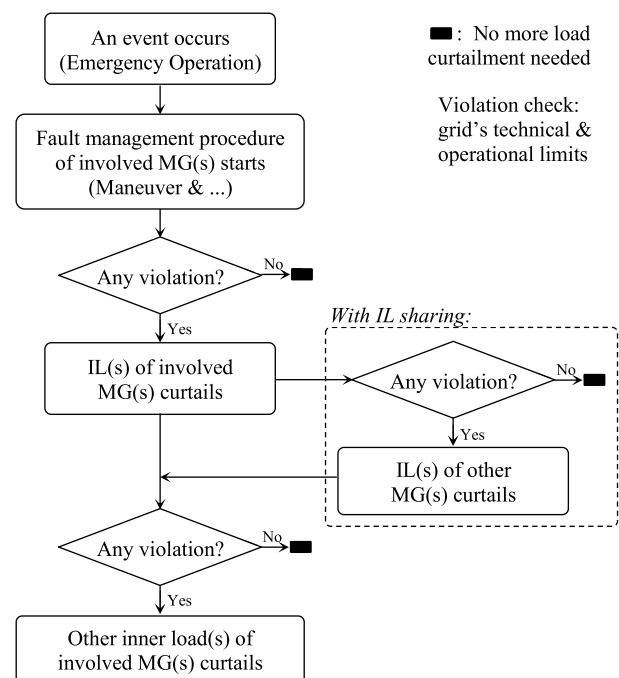 An event occurs
(Emergency Operation)
: No more load
curtailment needed
Violation check:
grid's technical &
operational limits
Fault management procedure
of involved MG(s) starts
(Maneuver & ...)
Any violation?
No
Yes
With IL sharing:
IL(s) of involved
MG(s) curtails
Any violation?
No
Yes
IL(s) of other
MG(s) curtails
Any violation?
No
Yes
Other inner load(s) of
involved MG(s) curtails